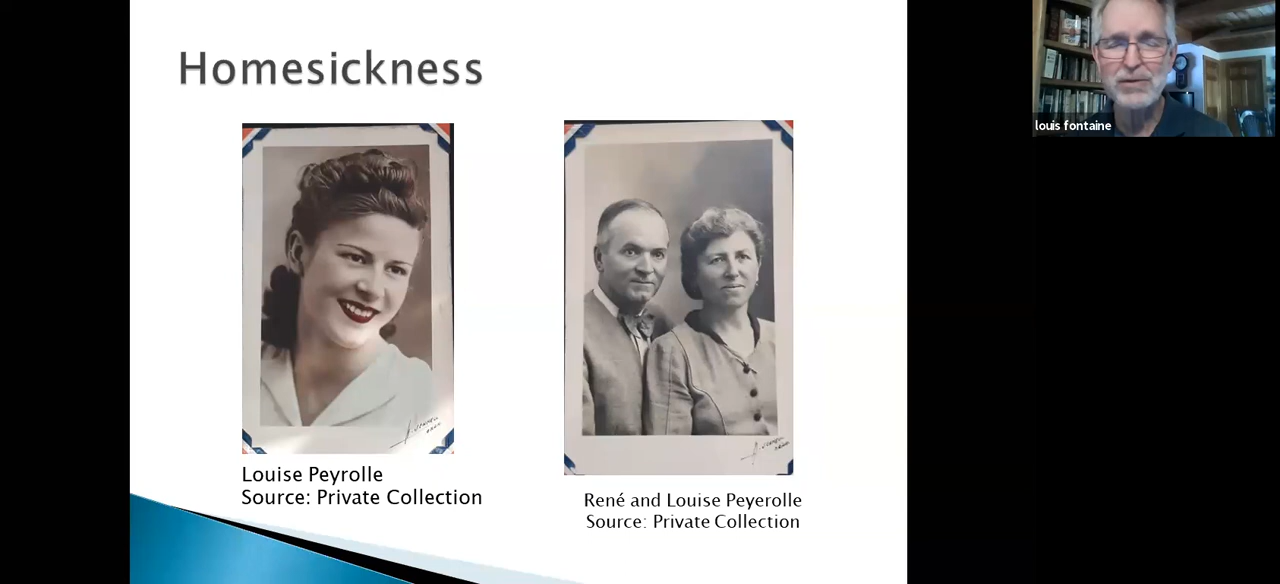 Homesickness
louis fontaine
Louise Peyrolle
Source: Private Collection
René and Louise Peyerolle
Source: Private Collection